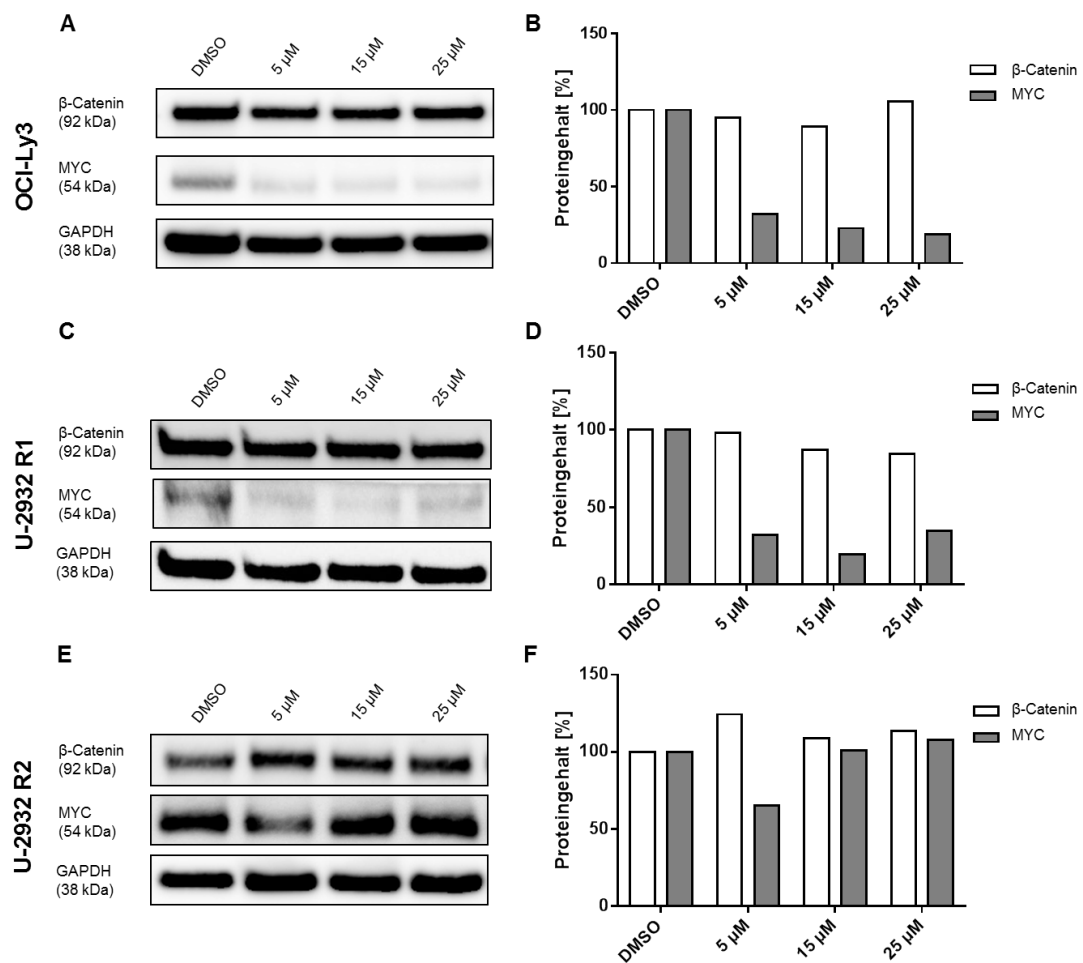 A
DMSO
5 µM
15 µM
25 µM
β-Catenin
(92 kDa)
MYC
(54 kDa)
GAPDH
(38 kDa)
OCI-Ly3
B
150
100
50
0
Proteingehalt [%]
DMSO
5 µM
15 µM
25 µM
β-Catenin
MYC
C
DMSO
5 µM
15 µM
25 µM
β-Catenin
(92 kDa)
MYC
(54 kDa)
GAPDH
(38 kDa)
U-2932 R1
D
150
100
50
0
Proteingehalt [%]
DMSO
5 µM
15 µM
25 µM
β-Catenin
MYC
E
DMSO
5 µM
15 µM
25 µM
β-Catenin
(92 kDa)
MYC
(54 kDa)
GAPDH
(38 kDa)
U-2932 R2
F
150
100
50
0
Proteingehalt [%]
DMSO
5 µM
15 µM
25 µM
β-Catenin
MYC